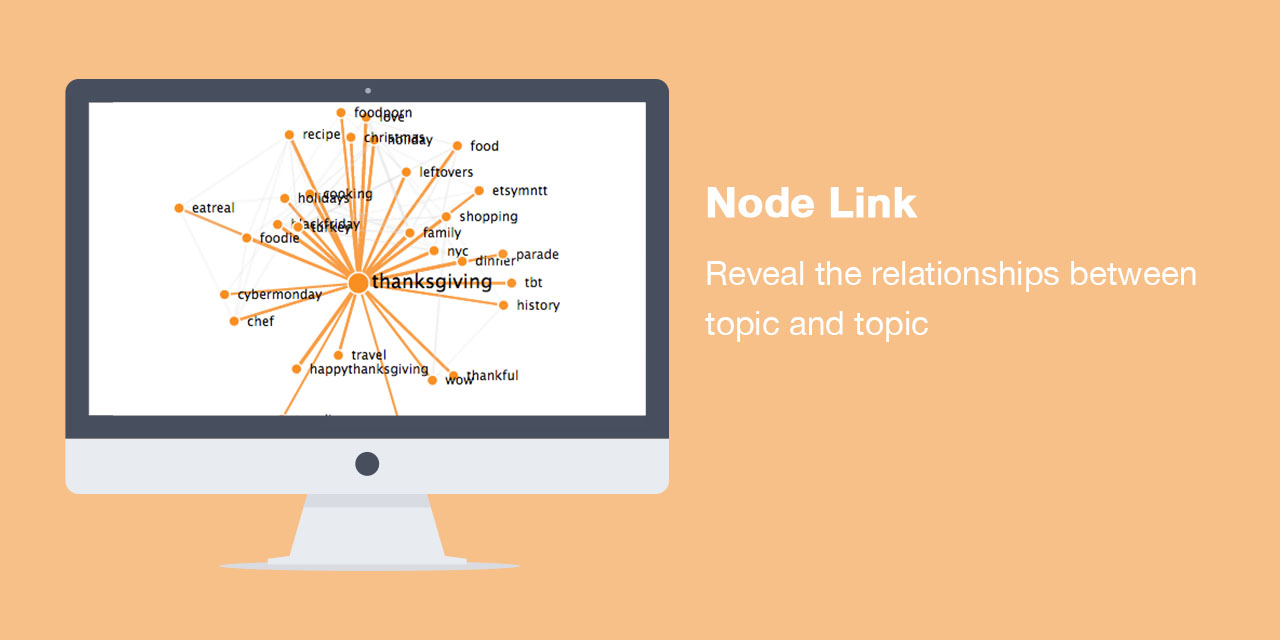 foodporn
love
recipe
christmas
holiday
food
leftovers
cooking
holidays
etsymntt
eatreal
shopping
blackfriday
turkey
family
foodie
nyc
parade
dinner
thanksgiving
tbt
cybermonday
history
chef
travel
happythanksgiving
thankful
wow
Node Link
Reveal the relationships between
topic and topic